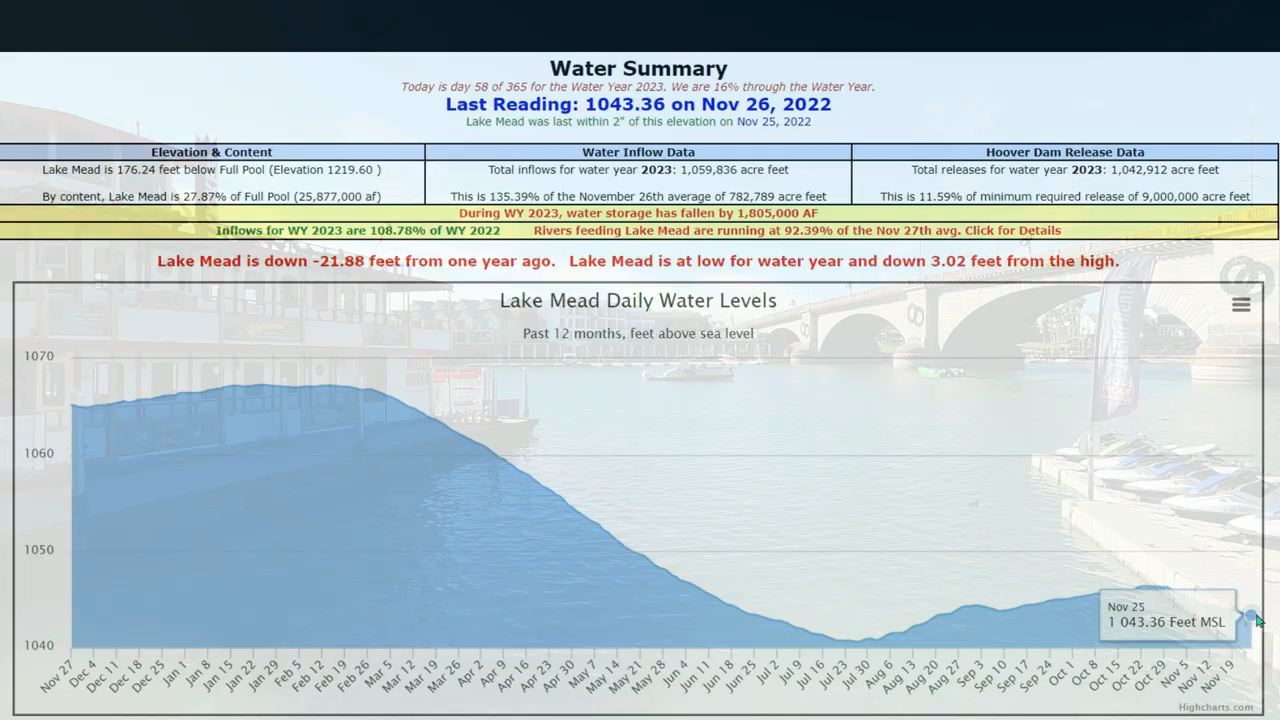 Water Summary
Today is day 58 of 365 for the Water Year 2023. We are 16% through the Water Year.
Last Reading: 1043.36 on Nov 26, 2022
Lake Mead was last within 2" of this elevation on Nov 25, 2022
Elevation & Content
Water Inflow Data
Hoover Dam Release Data
Lake Mead is 176.24 feet below Full Pool (Elevation 1219.60 )
By content, Lake Mead is 27.87% of Full Pool (25,877,000 af)
Total inflows for water year 2023: 1,059,836 acre feet
This is 135.39% of the November 26th average of 782,789 acre feet
Total releases for water year 2023: 1,042,912 acre feet
This is 11.59% of minimum required release of 9,000,000 acre feet
During WY 2023, water storage has fallen by 1,805,000 AF
Inflows for WY 2023 are 108.78% of WY 2022 Rivers feeding Lake Mead are running at 92.39% of the Nov 27th avg. Click for Details
Lake Mead is down -21.88 feet from one year ago. Lake Mead is at low for water year and down 3.02 feet from the high.
Lake Mead Daily Water Levels
Past 12 months, feet above sea level
1070
1060
1050
1040
Nov 25
1 043.36 Feet MSL
Nov 27 Dec 4 Dec 11 Dec 18 Dec 25 Jan 1 Jan 8 Jan 15 Jan 22 Jan 29 Feb 5 Feb 12 Feb 19 Feb 26 Mar 5 Mar 12 Mar 19 Mar 26 Apr 2 Apr 9 Apr 16 Apr 23 Apr 30 May 7 May 14 May 21 May 28 Jun 4 Jun 11 Jun 18 Jun 25 Jul 2 Jul 9 Jul 16 Jul 23 Jul 30 Aug 6 Aug 13 Aug 20 Aug 27 Sep 3 Sep 10 Sep 17 Sep 24 Oct 1 Oct 8 Oct 15 Oct 22 Oct 29 Nov 5 Nov 12 Nov 19
Highcharts.com